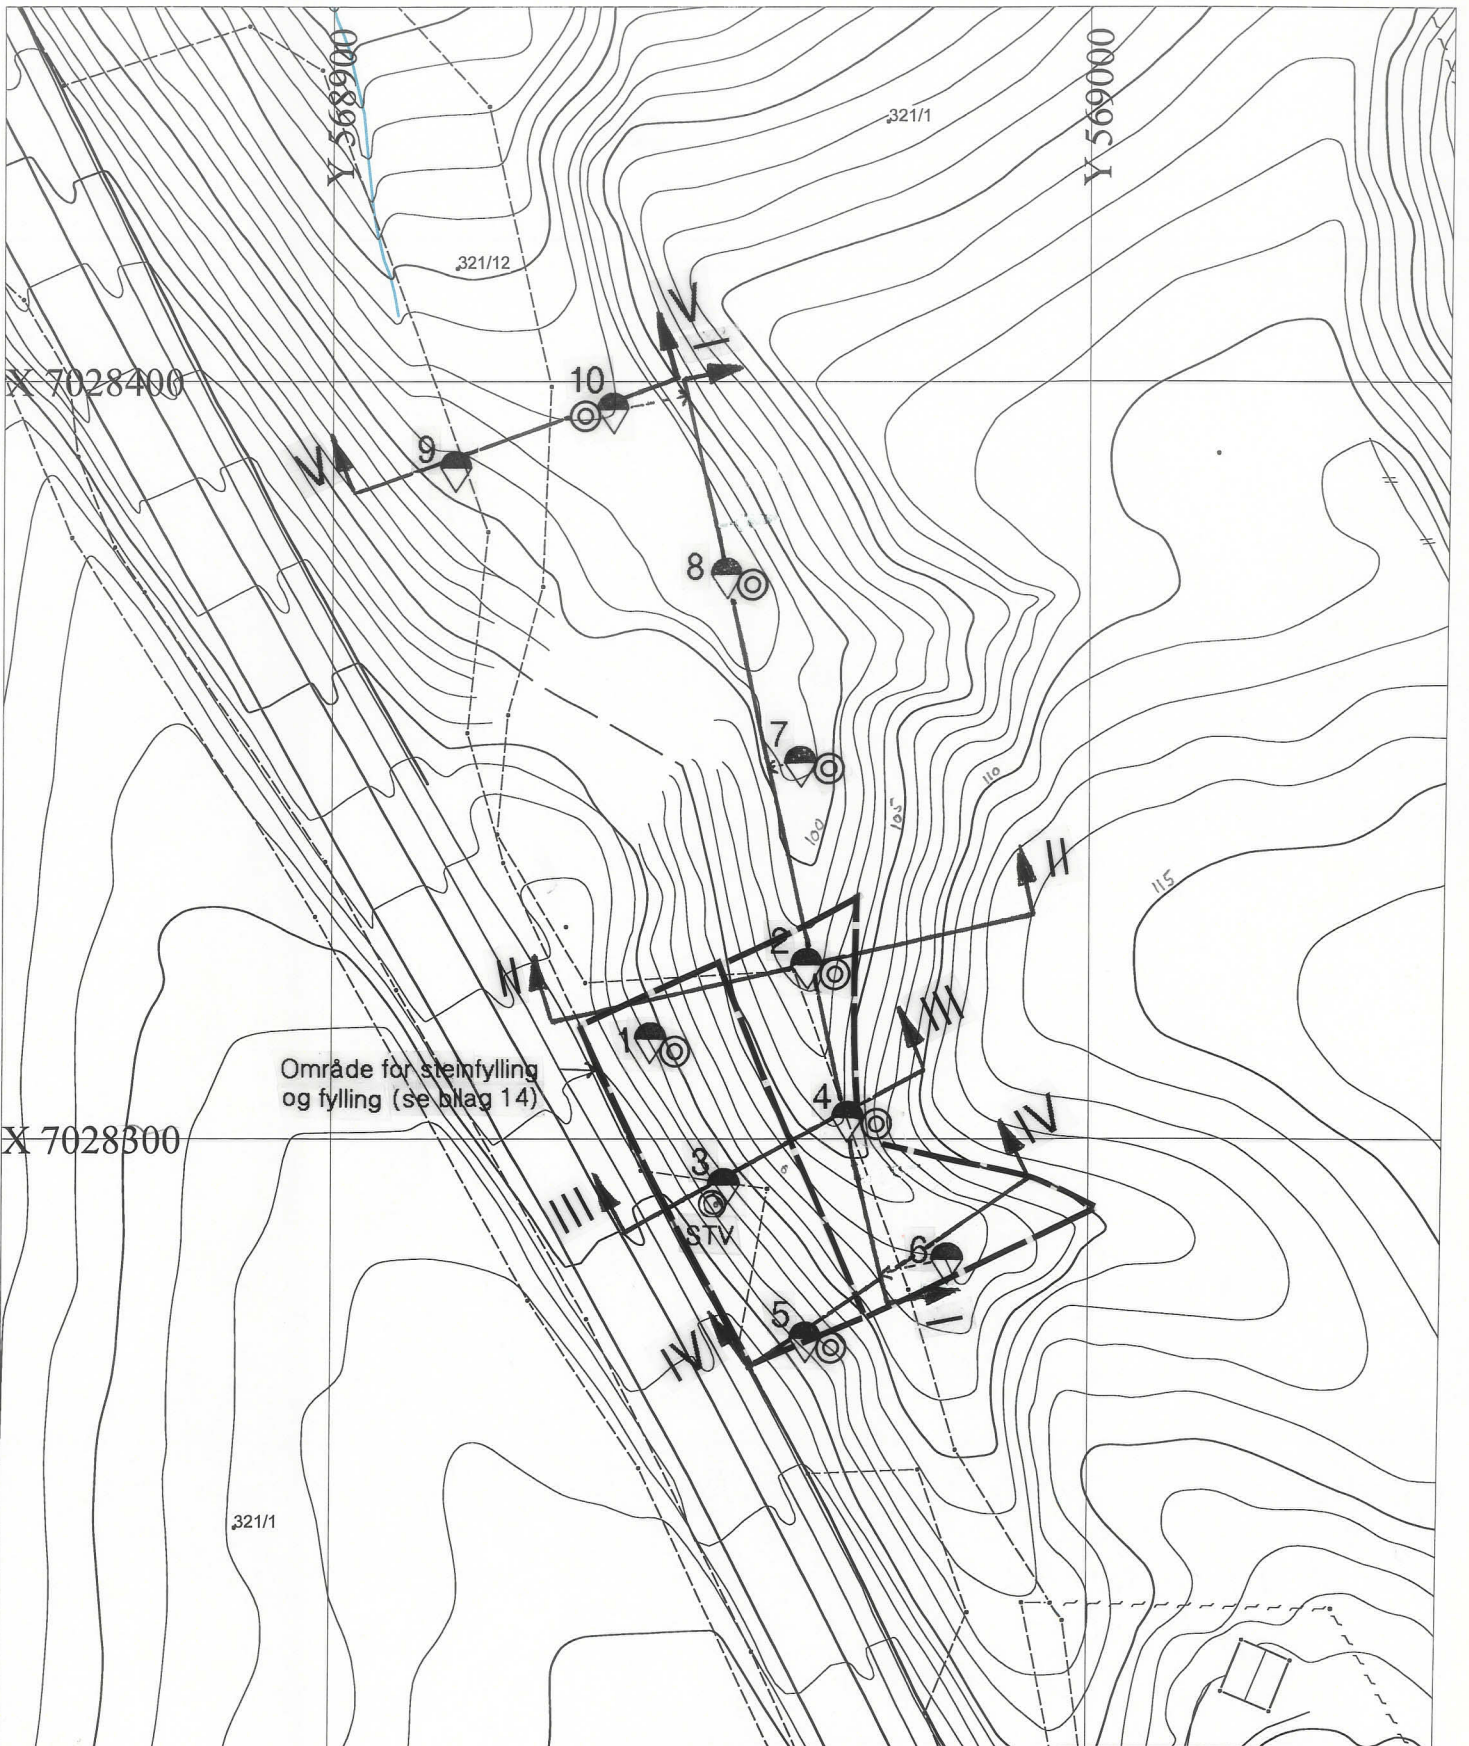 Y 568900
Y 569000
321/1
321/12
V
I
X 7028400
10
9
V
8
7
110
100
105
II
115
2
II
III
1
Område for steinfylling
og fylling (se bilag 14)
4
IV
X 7028300
3
III
STV
6
5
I
IV
321/1